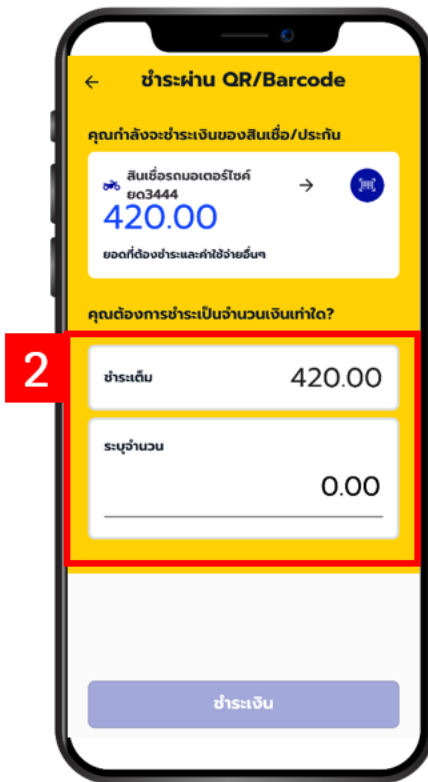 ชำระผ่าน QR/Barcode
คุณกำลังจะชำระเงินของสินเชื่อ/ประกัน
สินเชื่อรถมอเตอร์ไซค์
ยด3444
420.00
ยอดที่ต้องชำระและค่าใช้จ่ายอื่นๆ
คุณต้องการชำระเป็นจำนวนเงินเท่าใด?
2
ชำระเต็ม 420.00
ระบุจำนวน
0.00
ชำระเงิน